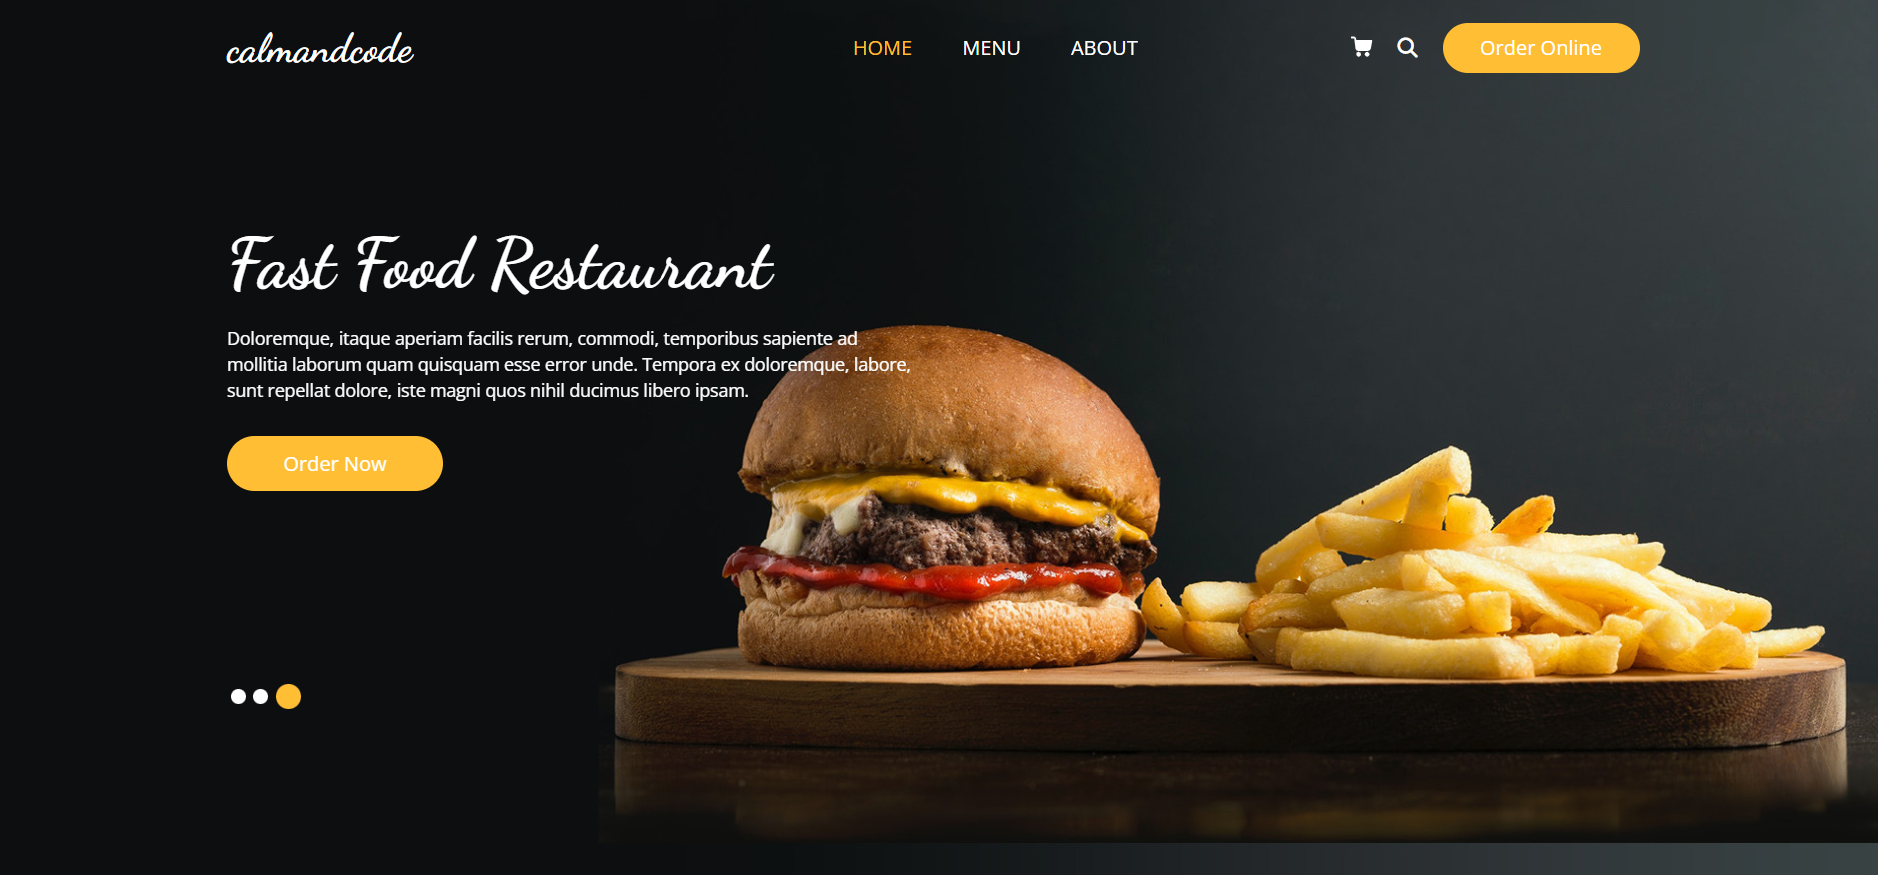 calmandcode
HOME
MENU
ABOUT
Order Online
Fast Food Restaurant
Doloremque, itaque aperiam facilis rerum, commodi, temporibus sapiente ad
mollitia laborum quam quisquam esse error unde. Tempora ex doloremque, labore,
sunt repellat dolore, iste magni quos nihil ducimus libero ipsam.
Order Now